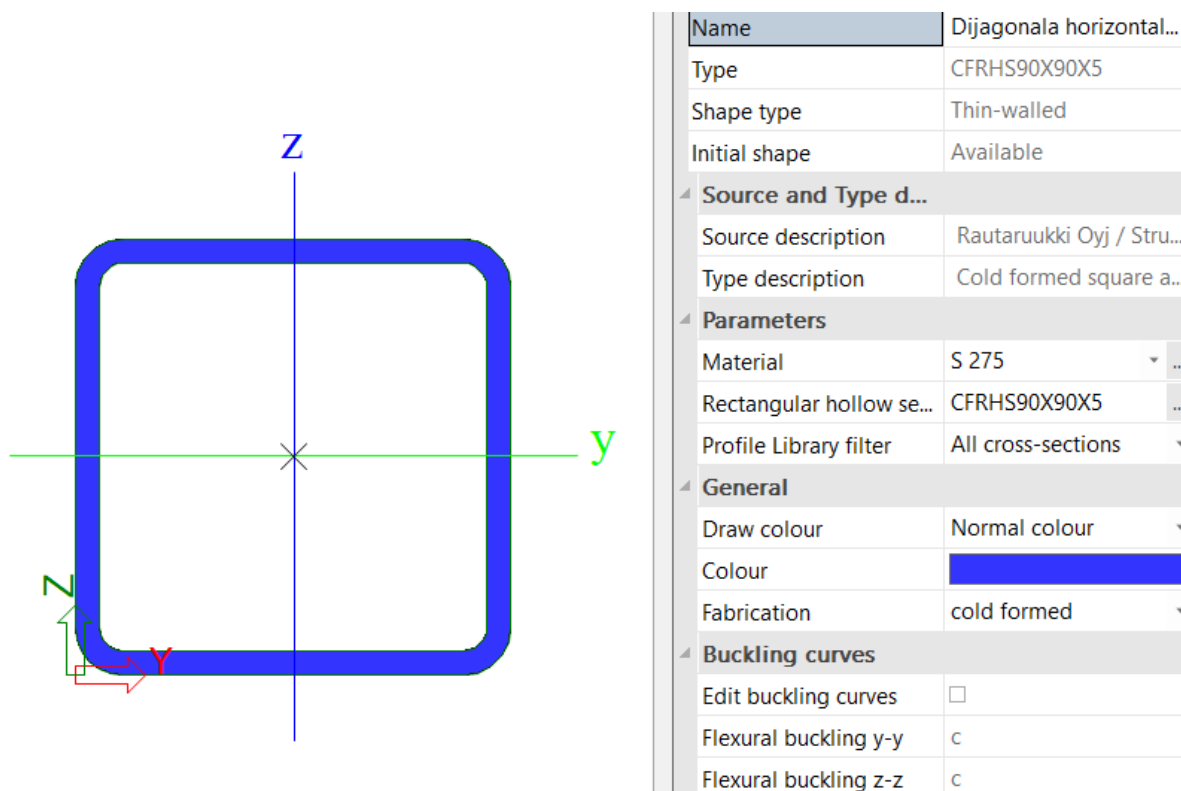 z
y
Z
Y
Name Dijagonala horizontal...
Type CFRHS90X90X5
Shape type Thin-walled
Initial shape Available
Source and Type d...
Source description Rautaruukki Oyj / Stru...
Type description Cold formed square a...
Parameters
Material S 275
Rectangular hollow se... CFRHS90X90X5
Profile Library filter All cross-sections
General
Draw colour Normal colour
Colour
Fabrication cold formed
Buckling curves
Edit buckling curves
Flexural buckling y-y c
Flexural buckling z-z c